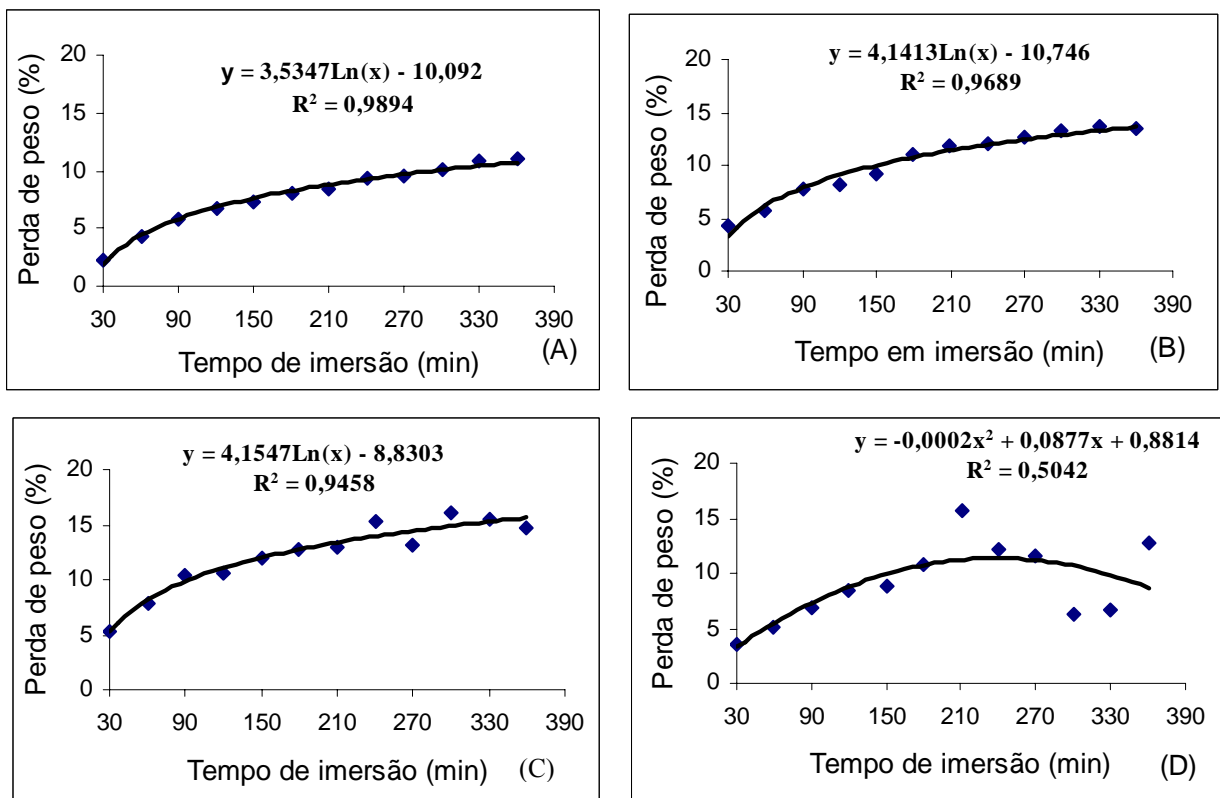 y = 3,5347Ln(x) - 10,092
R² = 0,9894
Perda de peso (%)
20
15
10
5
0
30 90 150 210 270 330 390
Tempo de imersão (min)
(A)
y = 4,1413Ln(x) - 10,746
R² = 0,9689
Perda de peso (%)
20
15
10
5
0
30 90 150 210 270 330 390
Tempo em imersão (min)
(B)
y = 4,1547Ln(x) - 8,8303
R² = 0,9458
Perda de peso (%)
20
15
10
5
0
30 90 150 210 270 330 390
Tempo de imersão (min)
(C)
y = -0,0002x² + 0,0877x + 0,8814
R² = 0,5042
Perda de peso (%)
20
15
10
5
0
30 90 150 210 270 330 390
Tempo de imersão (min)
(D)